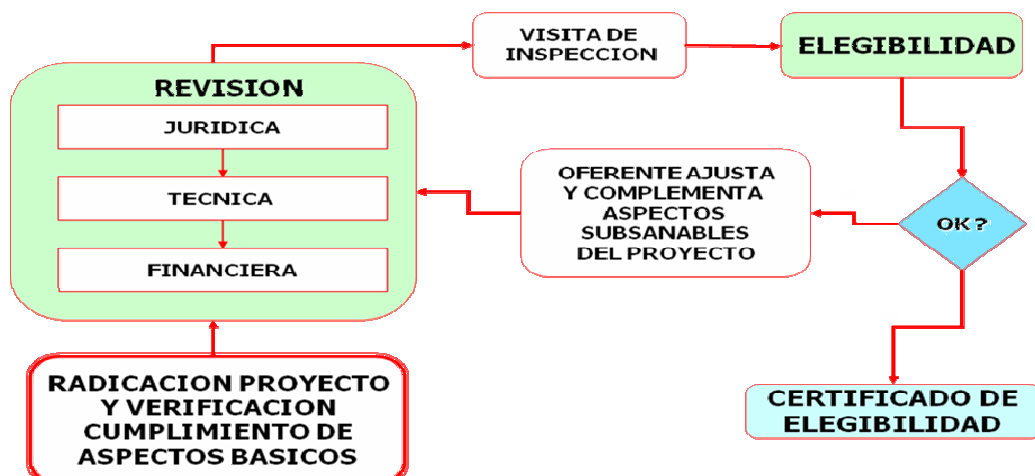 VISITA DE
INSPECCION
ELEGIBILIDAD
REVISION
JURIDICA
TECNICA
FINANCIERA
OFERENTE AJUSTA
Y COMPLEMENTA
ASPECTOS
SUBSANABLES
DEL PROYECTO
OK ?
RADICACION PROYECTO
Y VERIFICACION
CUMPLIMIENTO DE
ASPECTOS BASICOS
CERTIFICADO DE
ELEGIBILIDAD